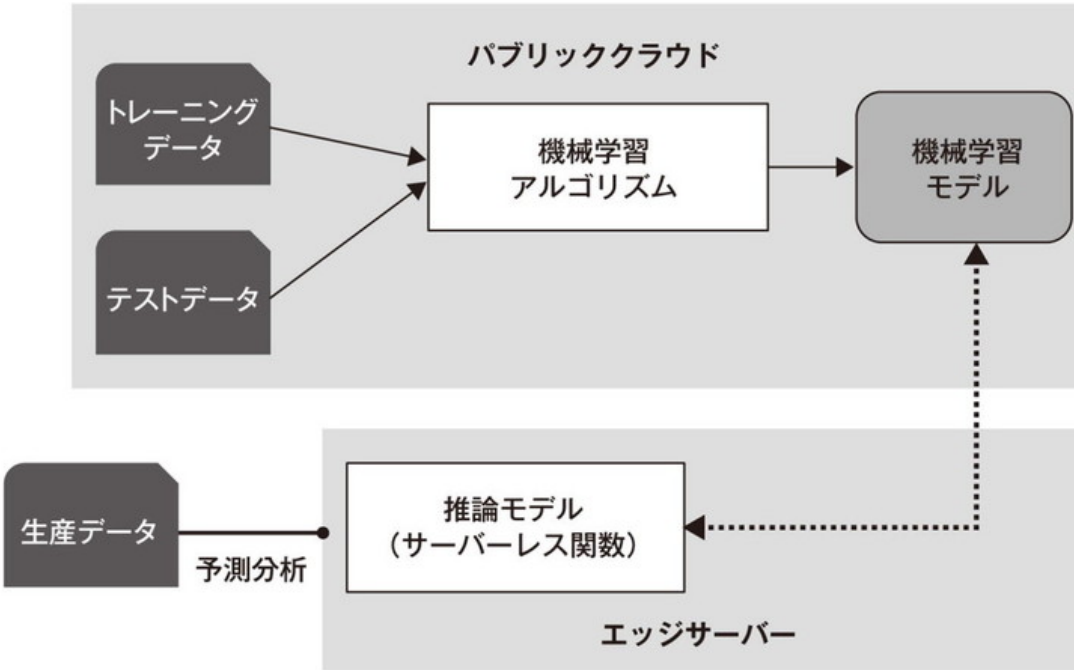 パブリッククラウド
トレーニング
データ
機械学習
アルゴリズム
機械学習
モデル
テストデータ
生産データ
予測分析
推論モデル
（サーバーレス関数）
エッジサーバー